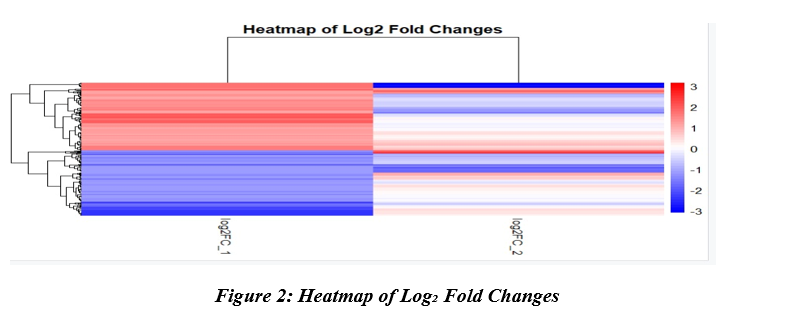 Heatmap of Log2 Fold Changes
3
2
1
0
-1
-2
-3
log2FC_1
log2FC_2
Figure 2: Heatmap of Log₂ Fold Changes